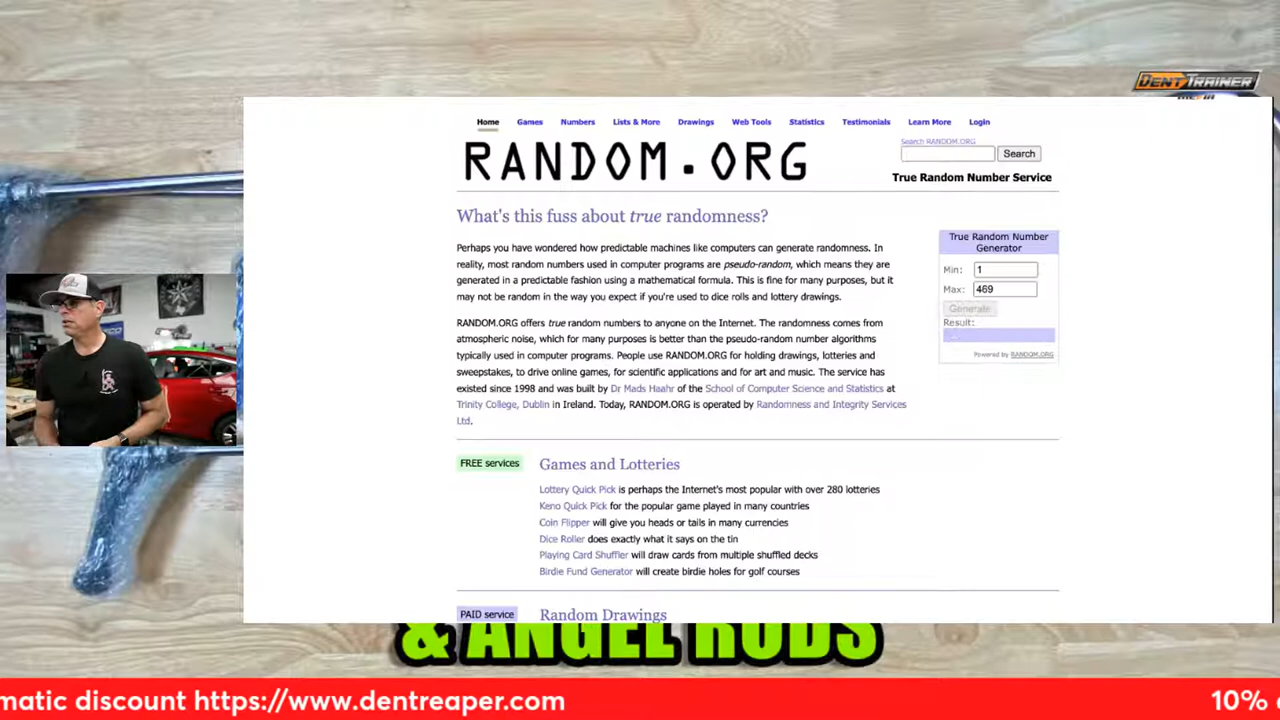 DENT TRAINER
MEDIA
Home Games Numbers Lists & More Drawings Web Tools Statistics Testimonials Learn More Login
RANDOM.ORG
Search RANDOM.ORG
Search
True Random Number Service
What's this fuss about true randomness?
Perhaps you have wondered how predictable machines like computers can generate randomness. In
reality, most random numbers used in computer programs are pseudo-random, which means they are
generated in a predictable fashion using a mathematical formula. This is fine for many purposes, but it
may not be random in the way you expect if you're used to dice rolls and lottery drawings.
RANDOM.ORG offers true random numbers to anyone on the Internet. The randomness comes from
atmospheric noise, which for many purposes is better than the pseudo-random number algorithms
typically used in computer programs. People use RANDOM.ORG for holding drawings, lotteries and
sweepstakes, to drive online games, for scientific applications and for art and music. The service has
existed since 1998 and was built by Dr Mads Haahr of the School of Computer Science and Statistics at
Trinity College, Dublin in Ireland. Today, RANDOM.ORG is operated by Randomness and Integrity Services
Ltd.
True Random Number
Generator
Min: 1
Max: 469
Generate
Result:
Powered by RANDOM.ORG
FREE services
Games and Lotteries
Lottery Quick Pick is perhaps the Internet's most popular with over 280 lotteries
Keno Quick Pick for the popular game played in many countries
Coin Flipper will give you heads or tails in many currencies
Dice Roller does exactly what it says on the tin
Playing Card Shuffler will draw cards from multiple shuffled decks
Birdie Fund Generator will create birdie holes for golf courses
PAID service
Random Drawings
& ANGEL RODS
matic discount https://www.dentreaper.com 10%